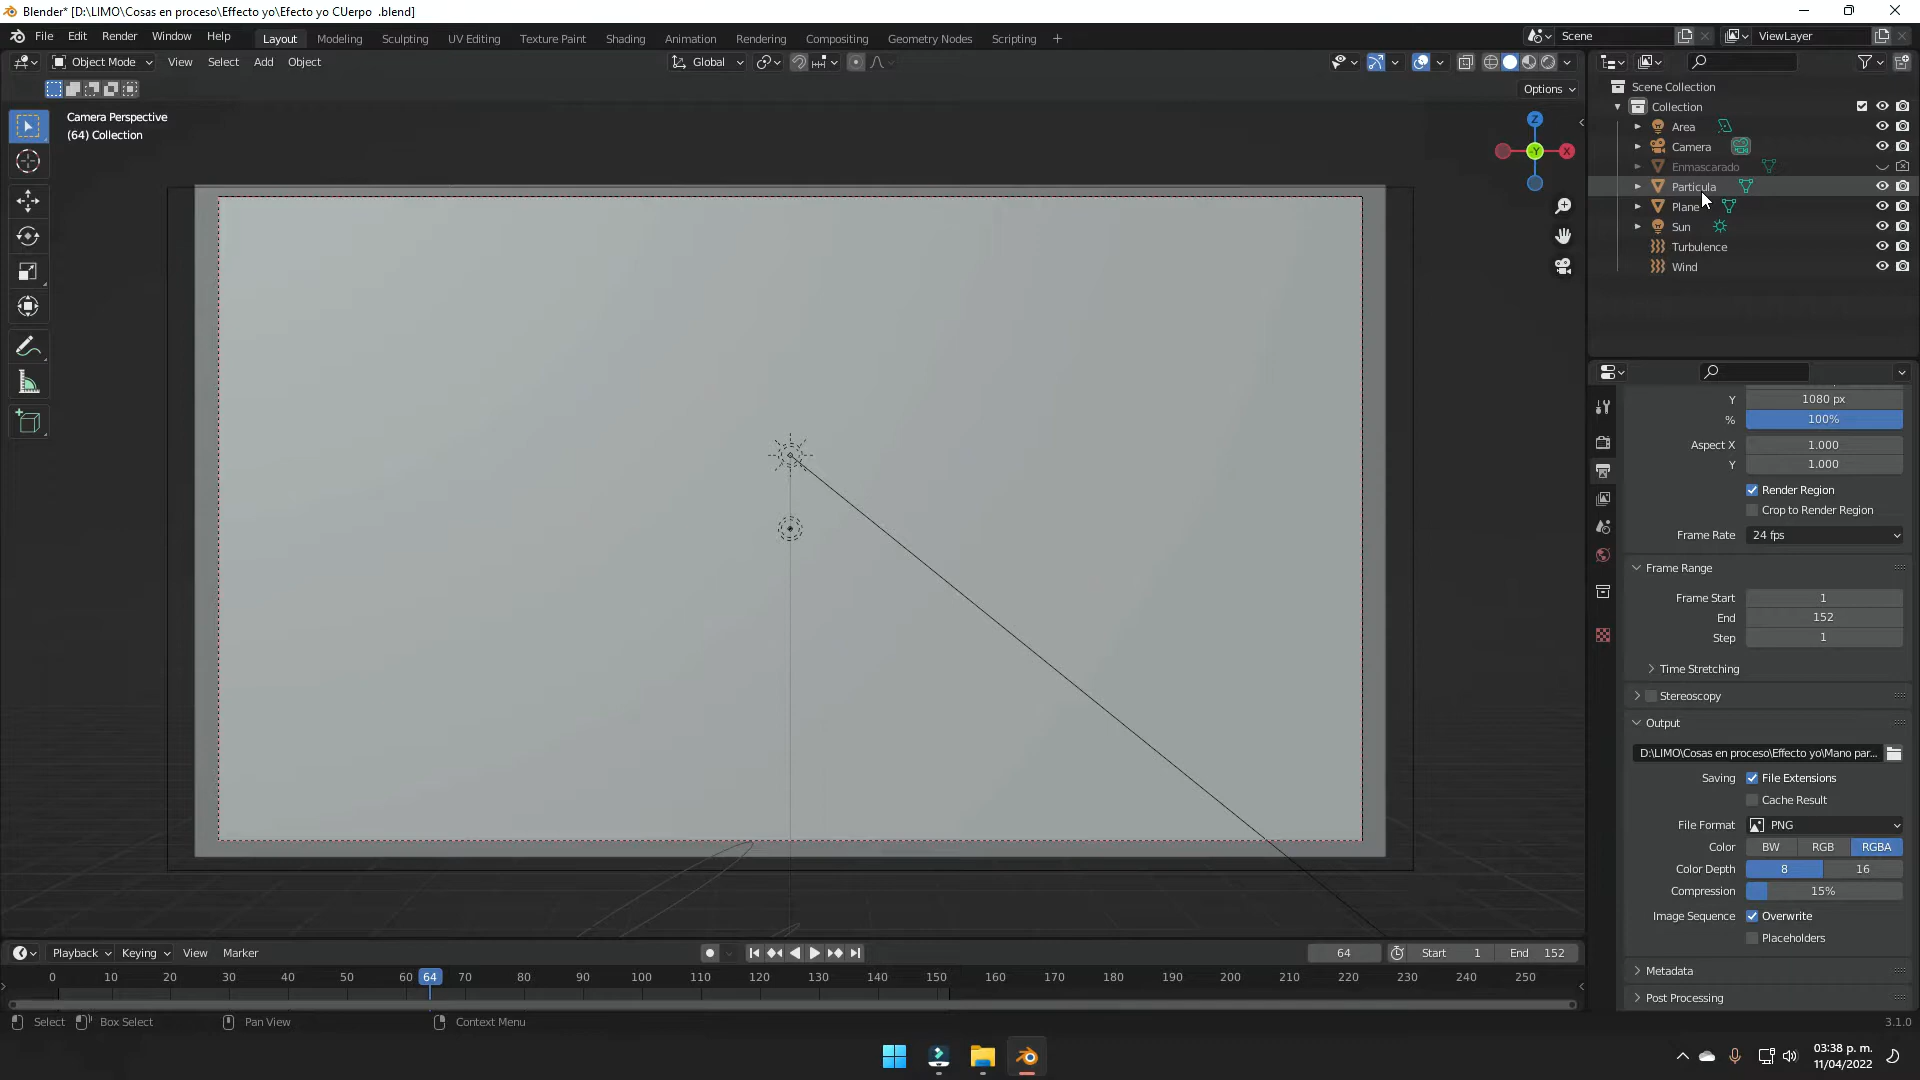 Blender* [D:\LIMO\Cosas en proceso\Effecto yo\Efecto yo CUerpo  .blend]
File Edit Render Window Help Layout Modeling Sculpting UV Editing Texture Paint Shading Animation Rendering Compositing Geometry Nodes Scripting + Scene ViewLayer
Object Mode View Select Add Object Global
Options
Camera Perspective
(64) Collection
Z
X
-Y
Scene Collection
Collection
Area
Camera
Enmascarado
Particula
Plane
Sun
Turbulence
Wind
Y 1080 px
% 100%
Aspect X 1.000
Y 1.000
Render Region
Crop to Render Region
Frame Rate 24 fps
Frame Range
Frame Start 1
End 152
Step 1
Time Stretching
Stereoscopy
Output
D:\LIMO\Cosas en proceso\Effecto yo\Mano par...
Saving File Extensions
Cache Result
File Format PNG
Color BW RGB RGBA
Color Depth 8 16
Compression 15%
Image Sequence Overwrite
Placeholders
Metadata
Post Processing
Playback Keying View Marker 64 Start 1 End 152
0 10 20 30 40 50 60 64 70 80 90 100 110 120 130 140 150 160 170 180 190 200 210 220 230 240 250
Select Box Select Pan View Context Menu 3.1.0
03:38 p. m.
11/04/2022